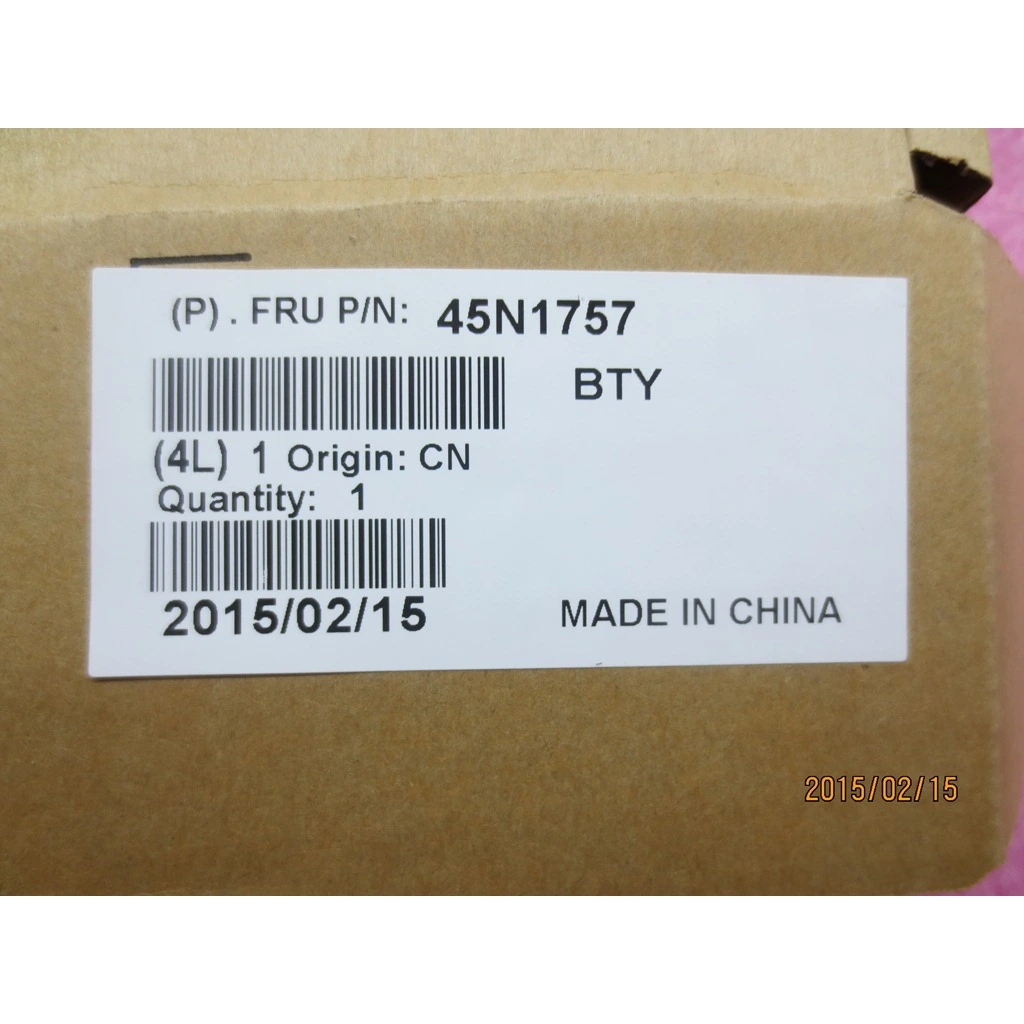 (P) . FRU P/N: 45N1757
BTY
(4L) 1 Origin: CN
Quantity: 1
2015/02/15
MADE IN CHINA
2015/02/15